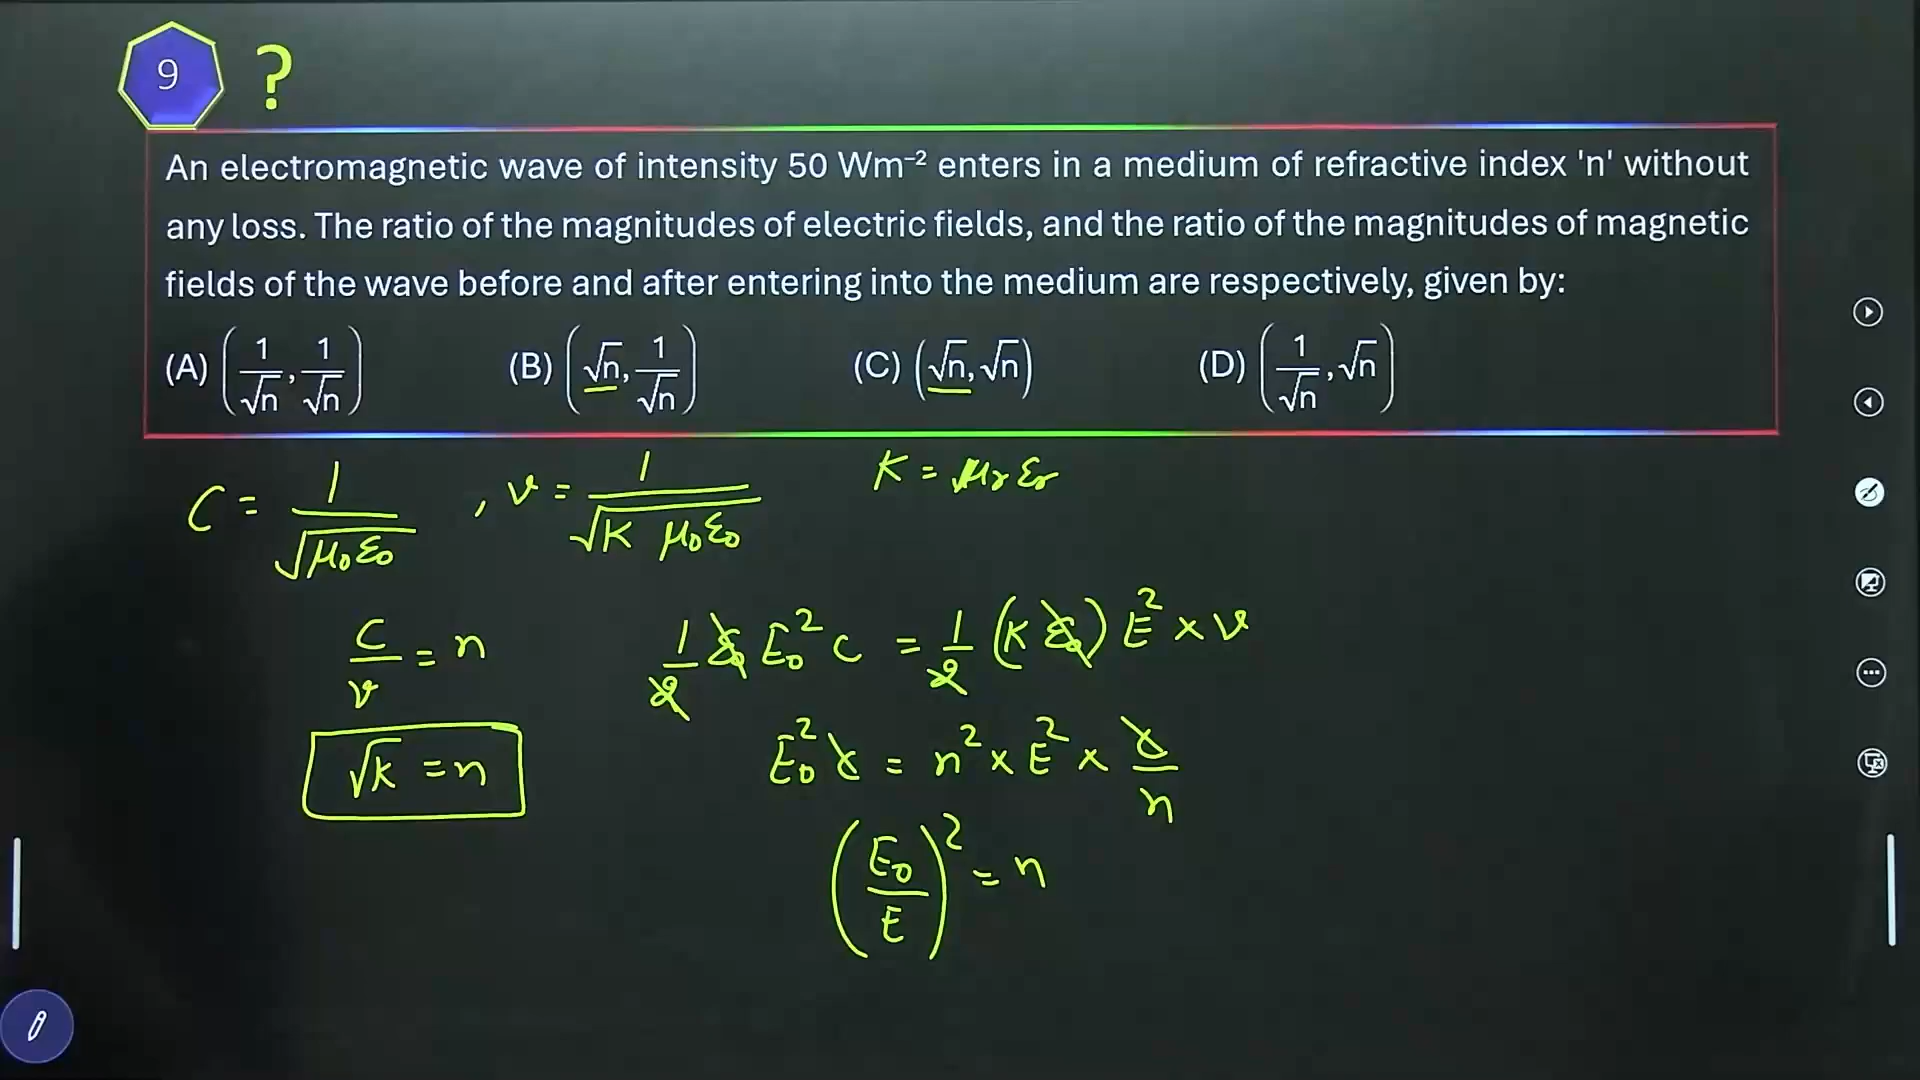 9 ?
An electromagnetic wave of intensity 50 Wm⁻² enters in a medium of refractive index 'n' without
any loss. The ratio of the magnitudes of electric fields, and the ratio of the magnitudes of magnetic
fields of the wave before and after entering into the medium are respectively, given by:
(A) (1/√n, 1/√n) (B) (√n, 1/√n) (C) (√n, √n) (D) (1/√n, √n)
C = 1/√(μ₀ε₀) , v = 1/√(K μ₀ε₀) K = μᵣ εᵣ
c/v = n 1/2 ε₀ E₀² c = 1/2 (K ε₀) E² × v
√K = n E₀² c = n² × E² × c/n
(E₀/E)² = n